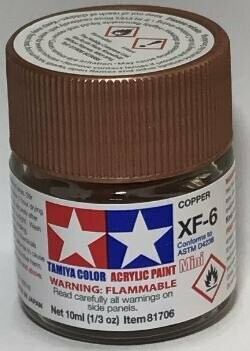 COPPER
XF-6
Conforms to
ASTM D4236
Mini
TAMIYA COLOR ACRYLIC PAINT
WARNING: FLAMMABLE
Read carefully all warnings on
side panels.
Net 10ml (1/3 oz) Item 81706
JAPAN